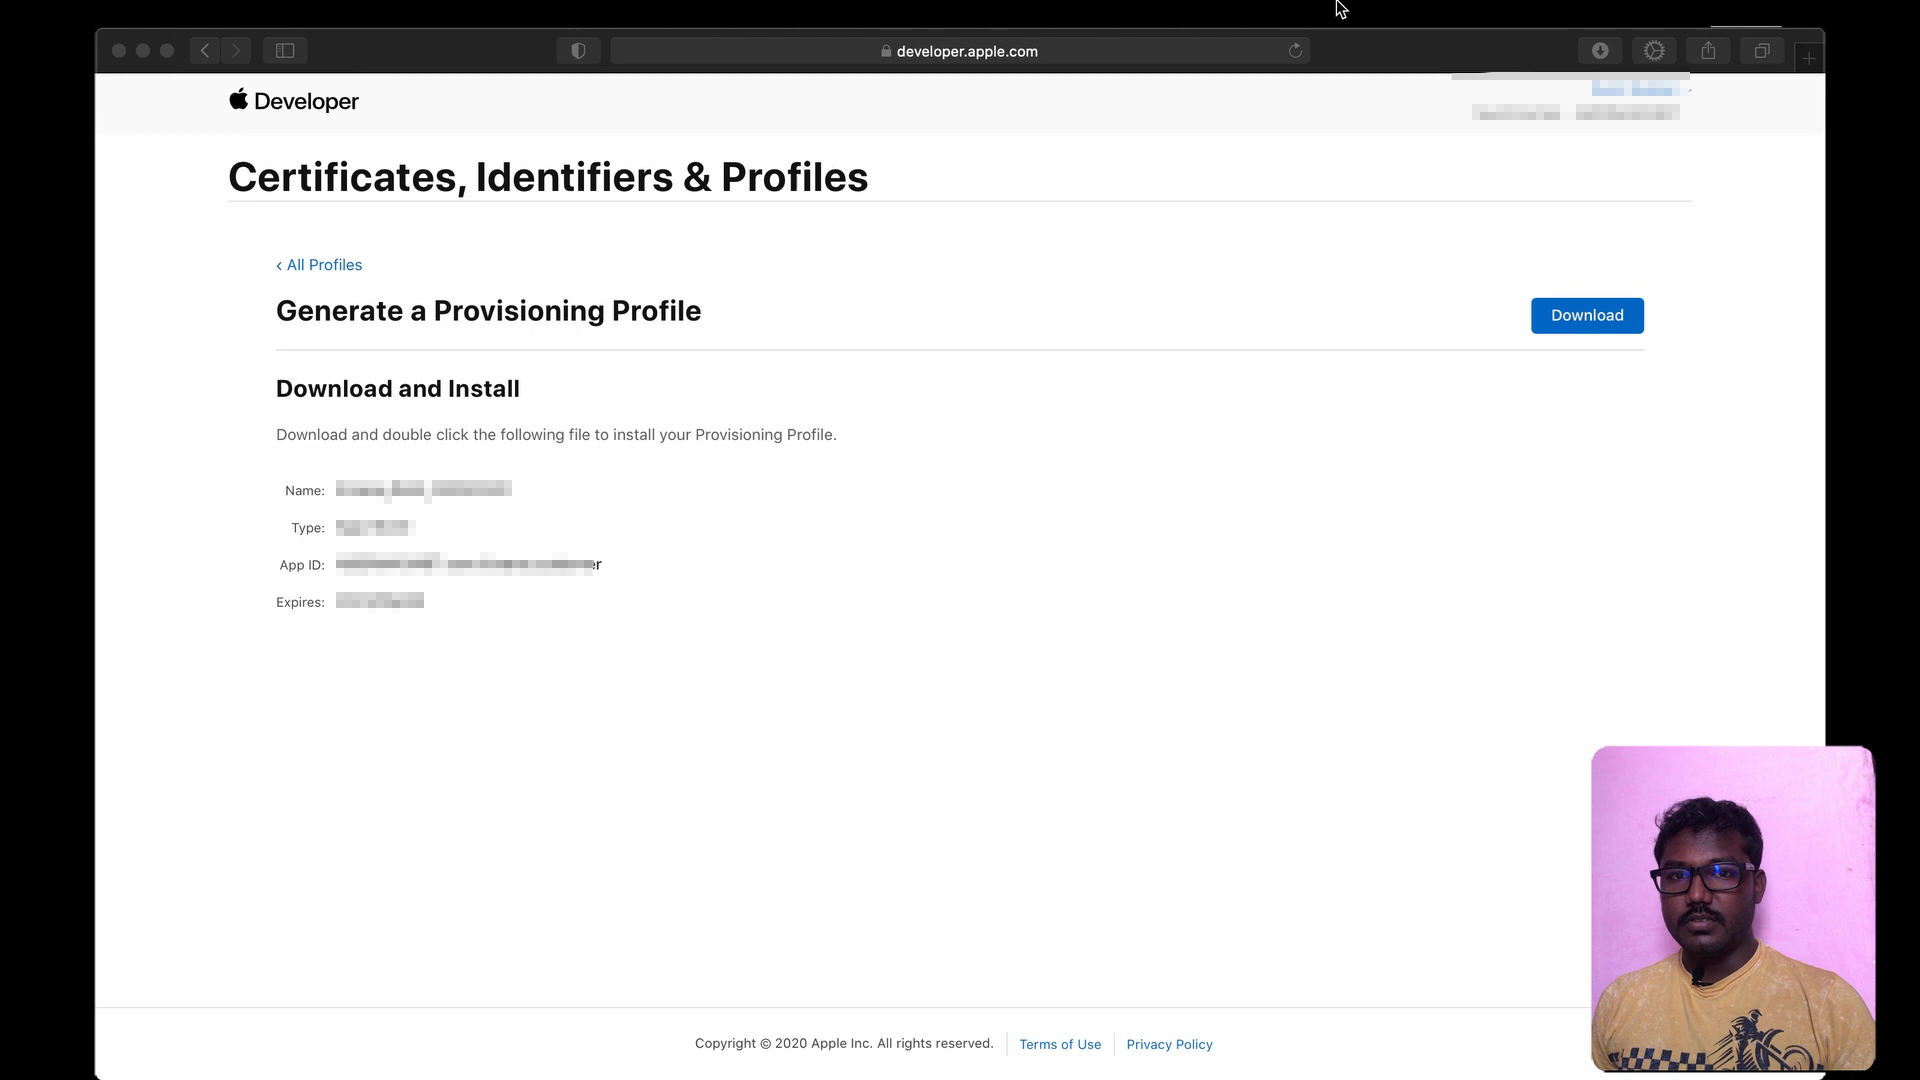 developer.apple.com
Developer
Certificates, Identifiers & Profiles
‹ All Profiles
Generate a Provisioning Profile
Download
Download and Install
Download and double click the following file to install your Provisioning Profile.
Name:
Type:
App ID:
Expires:
Copyright © 2020 Apple Inc. All rights reserved. Terms of Use Privacy Policy